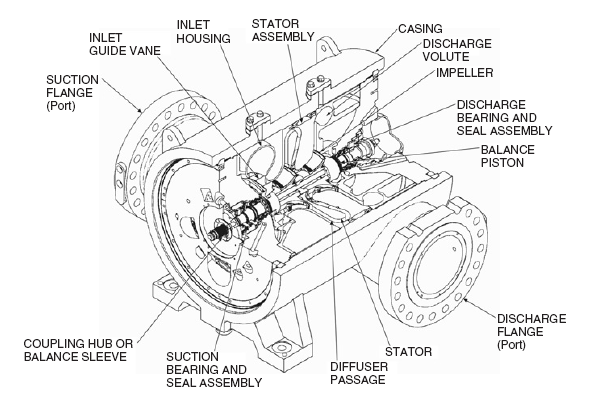 INLET
GUIDE VANE
INLET
HOUSING
STATOR
ASSEMBLY
CASING
DISCHARGE
VOLUTE
IMPELLER
SUCTION
FLANGE
(Port)
DISCHARGE
BEARING AND
SEAL ASSEMBLY
BALANCE
PISTON
DISCHARGE
FLANGE
(Port)
COUPLING HUB OR
BALANCE SLEEVE
SUCTION
BEARING AND
SEAL ASSEMBLY
STATOR
DIFFUSER
PASSAGE